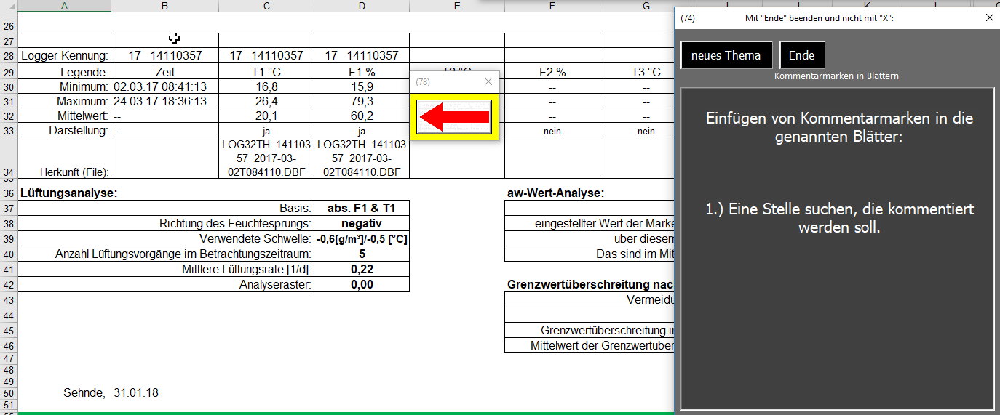 A B C D E F G
26
27
28 Logger-Kennung: 17 14110357 17 14110357 17 14110357
29 Legende: Zeit T1 °C F1 % T2 °C F2 % T3 °C
30 Minimum: 02.03.17 08:41:13 16,8 15,9 -- --
31 Maximum: 24.03.17 18:36:13 26,4 79,3 -- --
32 Mittelwert: -- 20,1 60,2 -- --
33 Darstellung: -- ja ja nein nein
LOG32TH_141103 LOG32TH_141103
57_2017-03- 57_2017-03-
34 Herkunft (File): 02T084110.DBF 02T084110.DBF
35
36 Lüftungsanalyse: aw-Wert-Analyse:
37 Basis: abs. F1 & T1
38 Richtung des Feuchtesprungs: negativ eingestellter Wert der Marke
39 Verwendete Schwelle: -0,6[g/m³]/-0,5 [°C] über diesem
40 Anzahl Lüftungsvorgänge im Betrachtungszeitraum: 5 Das sind im Mit
41 Mittlere Lüftungsrate [1/d]: 0,22
42 Analyseraster: 0,00 Grenzwertüberschreitung nac
43 Vermeidu
44
45 Grenzwertüberschreitung in
46 Mittelwert der Grenzwertüber
47
48
49
50 Sehnde, 31.01.18
51
(78)
(74) Mit "Ende" beenden und nicht mit "X":
neues Thema Ende
Kommentarmarken in Blättern
Einfügen von Kommentarmarken in die
genannten Blätter:
1.) Eine Stelle suchen, die kommentiert
werden soll.